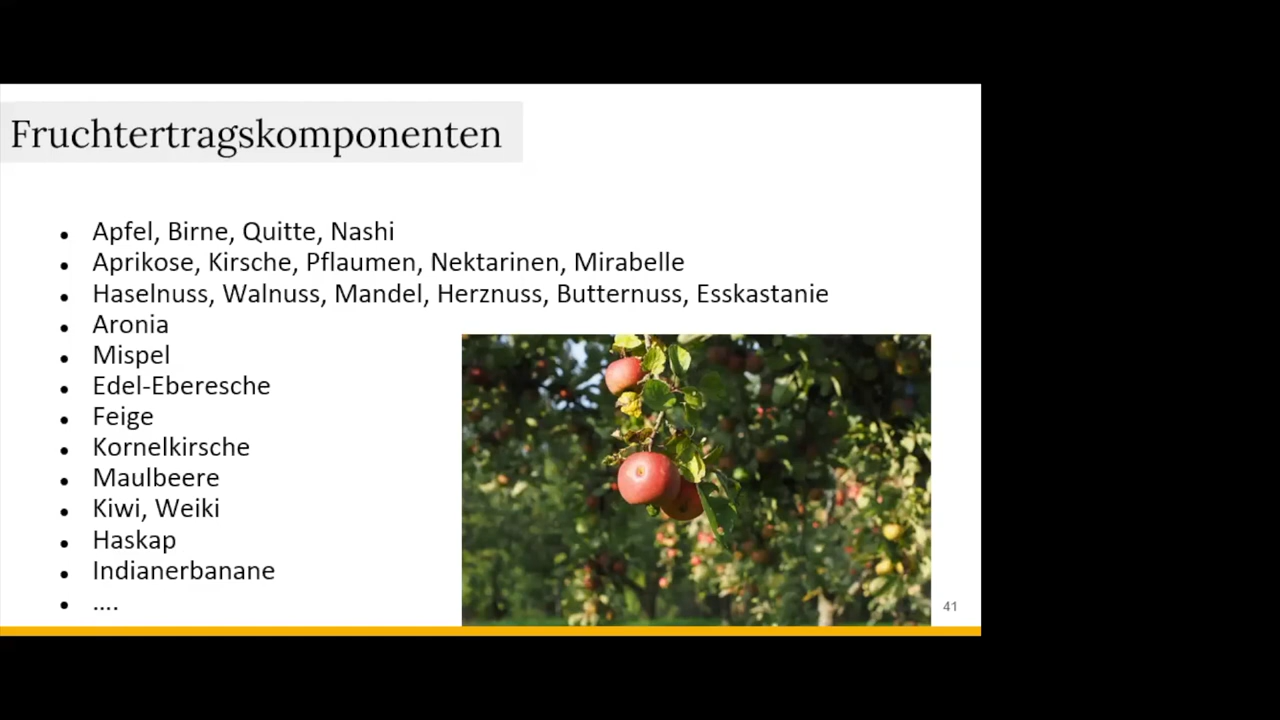 Fruchtertragskomponenten
• Apfel, Birne, Quitte, Nashi
• Aprikose, Kirsche, Pflaumen, Nektarinen, Mirabelle
• Haselnuss, Walnuss, Mandel, Herznuss, Butternuss, Esskastanie
• Aronia
• Mispel
• Edel-Eberesche
• Feige
• Kornelkirsche
• Maulbeere
• Kiwi, Weiki
• Haskap
• Indianerbanane
• ....
41